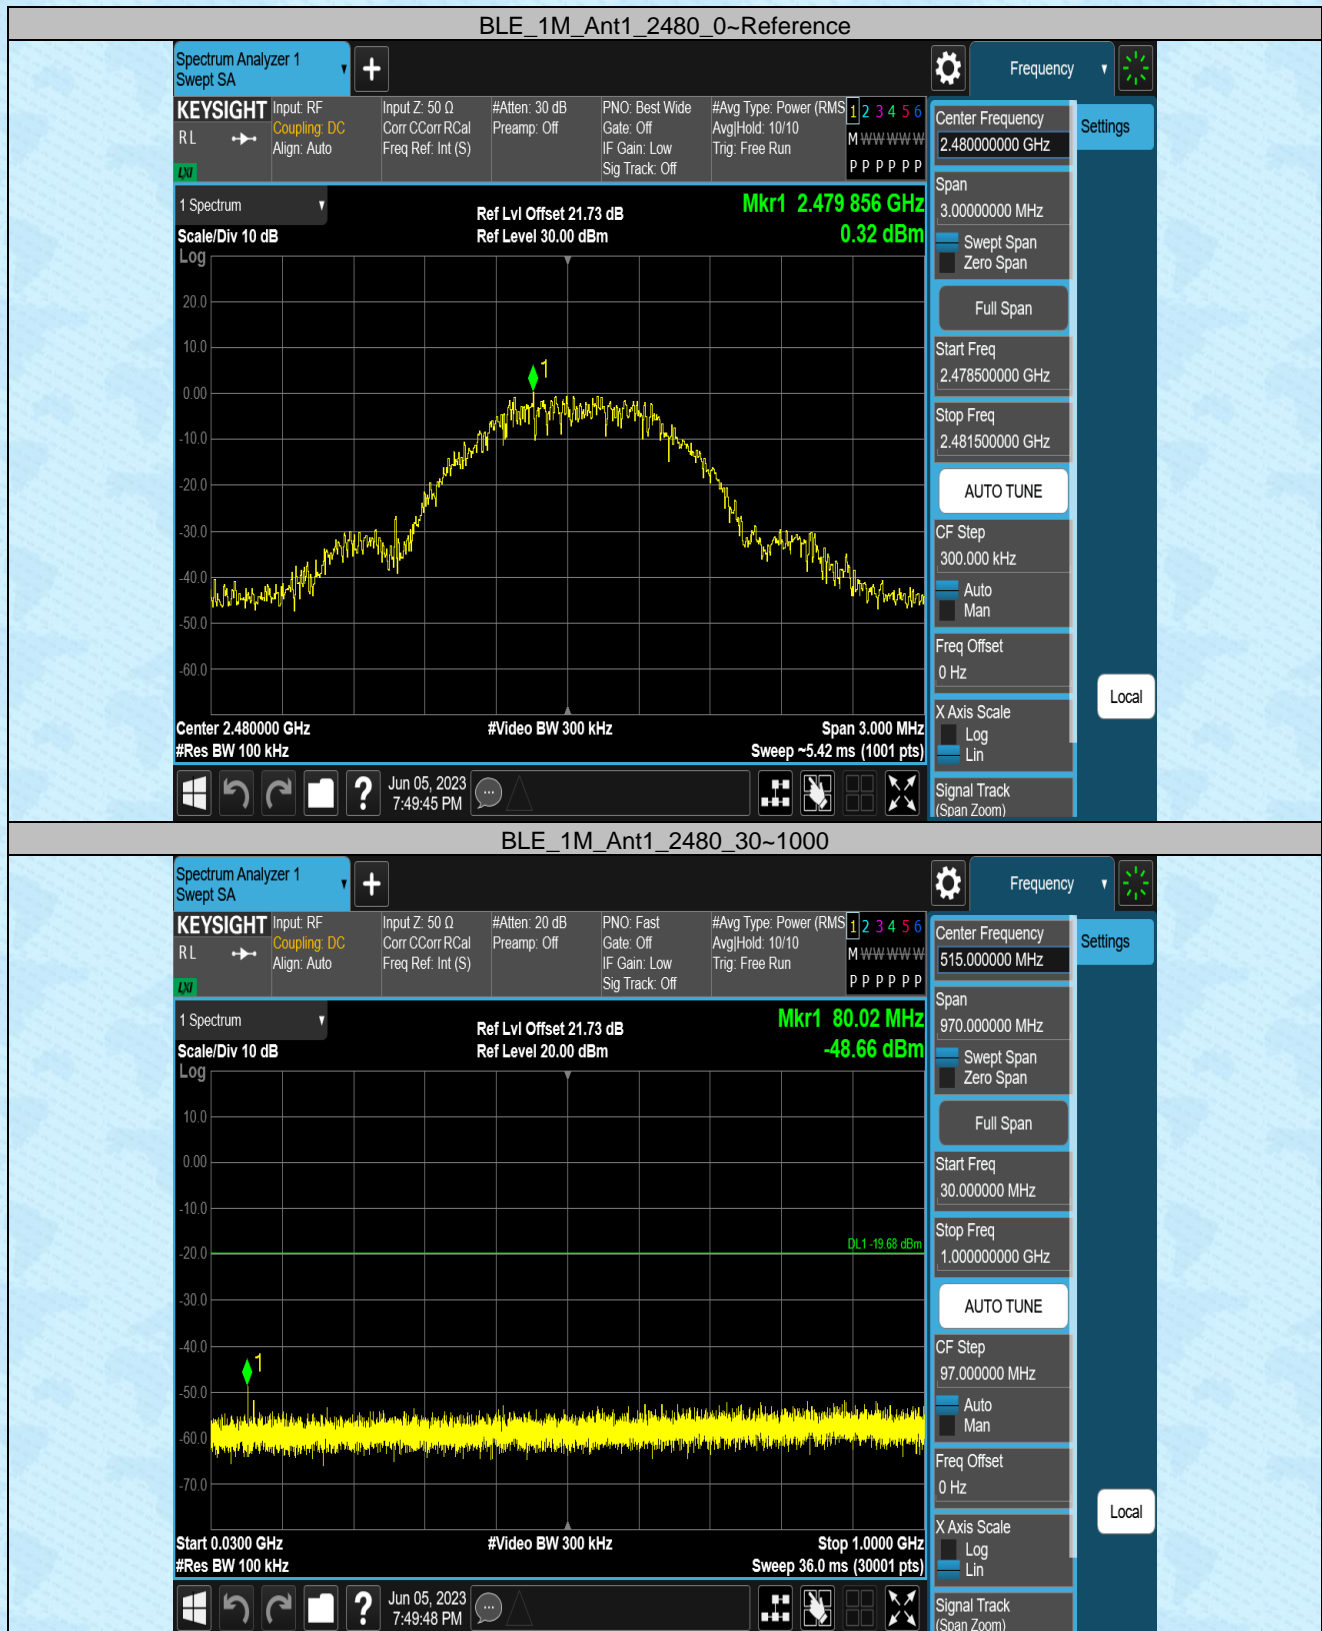 BLE_1M_Ant1_2480_0~Reference
Spectrum Analyzer 1
Swept SA
Frequency
KEYSIGHT
R L
LXI
Input: RF
Coupling: DC
Align: Auto
Input Z: 50 Ω
Corr CCorr RCal
Freq Ref: Int (S)
#Atten: 30 dB
Preamp: Off
PNO: Best Wide
Gate: Off
IF Gain: Low
Sig Track: Off
#Avg Type: Power (RMS
Avg|Hold: 10/10
Trig: Free Run
1 2 3 4 5 6
M W W W W W
P P P P P P
Center Frequency
2.480000000 GHz
Settings
1 Spectrum
Ref Lvl Offset 21.73 dB
Mkr1 2.479 856 GHz
Scale/Div 10 dB
Ref Level 30.00 dBm
0.32 dBm
Log
20.0
10.0
0.00
-10.0
-20.0
-30.0
-40.0
-50.0
-60.0
1
Center 2.480000 GHz
#Video BW 300 kHz
Span 3.000 MHz
#Res BW 100 kHz
Sweep ~5.42 ms (1001 pts)
Span
3.00000000 MHz
Swept Span
Zero Span
Full Span
Start Freq
2.478500000 GHz
Stop Freq
2.481500000 GHz
AUTO TUNE
CF Step
300.000 kHz
Auto
Man
Freq Offset
0 Hz
X Axis Scale
Log
Lin
Signal Track
(Span Zoom)
Local
?
Jun 05, 2023
7:49:45 PM
BLE_1M_Ant1_2480_30~1000
Spectrum Analyzer 1
Swept SA
Frequency
KEYSIGHT
R L
LXI
Input: RF
Coupling: DC
Align: Auto
Input Z: 50 Ω
Corr CCorr RCal
Freq Ref: Int (S)
#Atten: 20 dB
Preamp: Off
PNO: Fast
Gate: Off
IF Gain: Low
Sig Track: Off
#Avg Type: Power (RMS
Avg|Hold: 10/10
Trig: Free Run
1 2 3 4 5 6
M W W W W W
P P P P P P
Center Frequency
515.000000 MHz
Settings
1 Spectrum
Ref Lvl Offset 21.73 dB
Mkr1 80.02 MHz
Scale/Div 10 dB
Ref Level 20.00 dBm
-48.66 dBm
Log
10.0
0.00
-10.0
-20.0
-30.0
-40.0
-50.0
-60.0
-70.0
DL1 -19.68 dBm
1
Start 0.0300 GHz
#Video BW 300 kHz
Stop 1.0000 GHz
#Res BW 100 kHz
Sweep 36.0 ms (30001 pts)
Span
970.000000 MHz
Swept Span
Zero Span
Full Span
Start Freq
30.000000 MHz
Stop Freq
1.000000000 GHz
AUTO TUNE
CF Step
97.000000 MHz
Auto
Man
Freq Offset
0 Hz
X Axis Scale
Log
Lin
Signal Track
(Span Zoom)
Local
?
Jun 05, 2023
7:49:48 PM